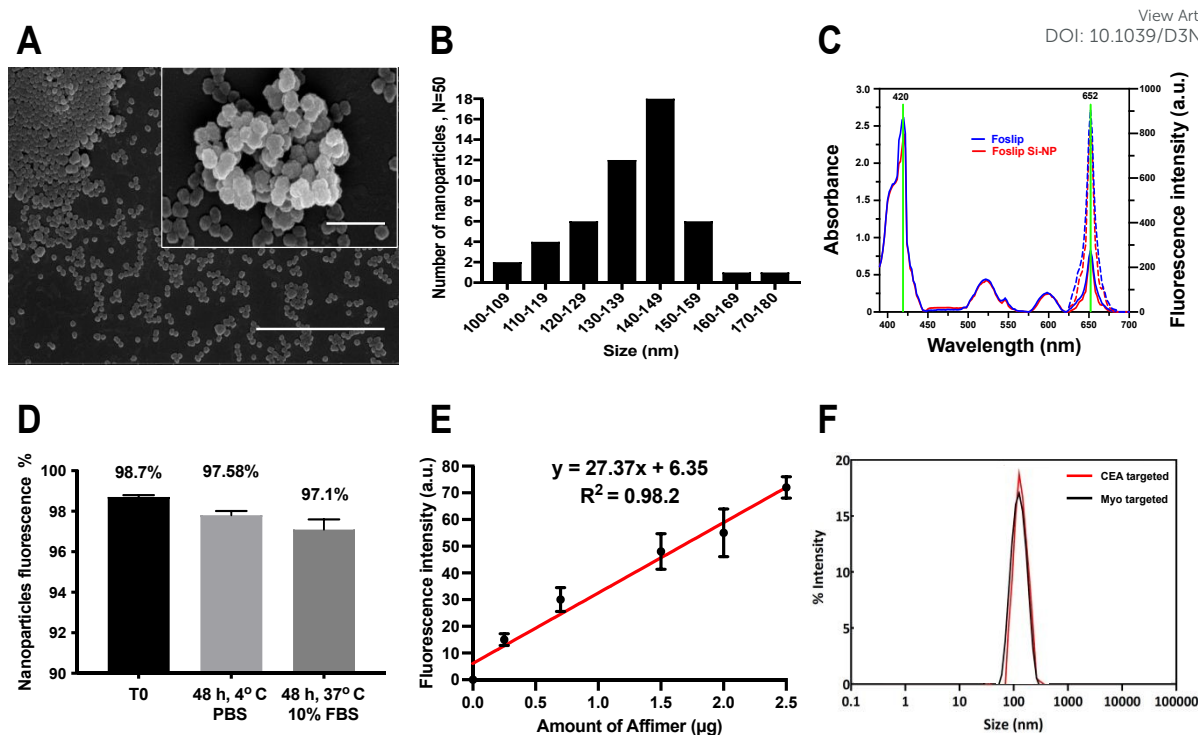 View Art
DOI: 10.1039/D3N
A
B
Number of nanoparticles , N=50
18
16
14
12
10
8
6
4
2
0
100-109
110-119
120-129
130-139
140-149
150-159
160-169
170-180
Size (nm)
C
420
652
Foslip
Foslip Si-NP
Absorbance
3.0
2.5
2.0
1.5
1.0
0.5
0.0
Fluorescence intensity (a.u.)
1000
800
600
400
200
0
400 450 500 550 600 650 700
Wavelength (nm)
D
Nanoparticles fluorescence %
100
98
96
94
92
90
98.7%
97.58%
97.1%
T0
48 h, 4⁰ C
PBS
48 h, 37⁰ C
10% FBS
E
y = 27.37x + 6.35
R² = 0.98.2
Fluorescence intensity (a.u.)
80
70
60
50
40
30
20
10
0
0.0 0.5 1.0 1.5 2.0 2.5
Amount of Affimer (μg)
F
CEA targeted
Myo targeted
% Intensity
20
15
10
5
0
0.1 1 10 100 1000 10000 100000
Size (nm)